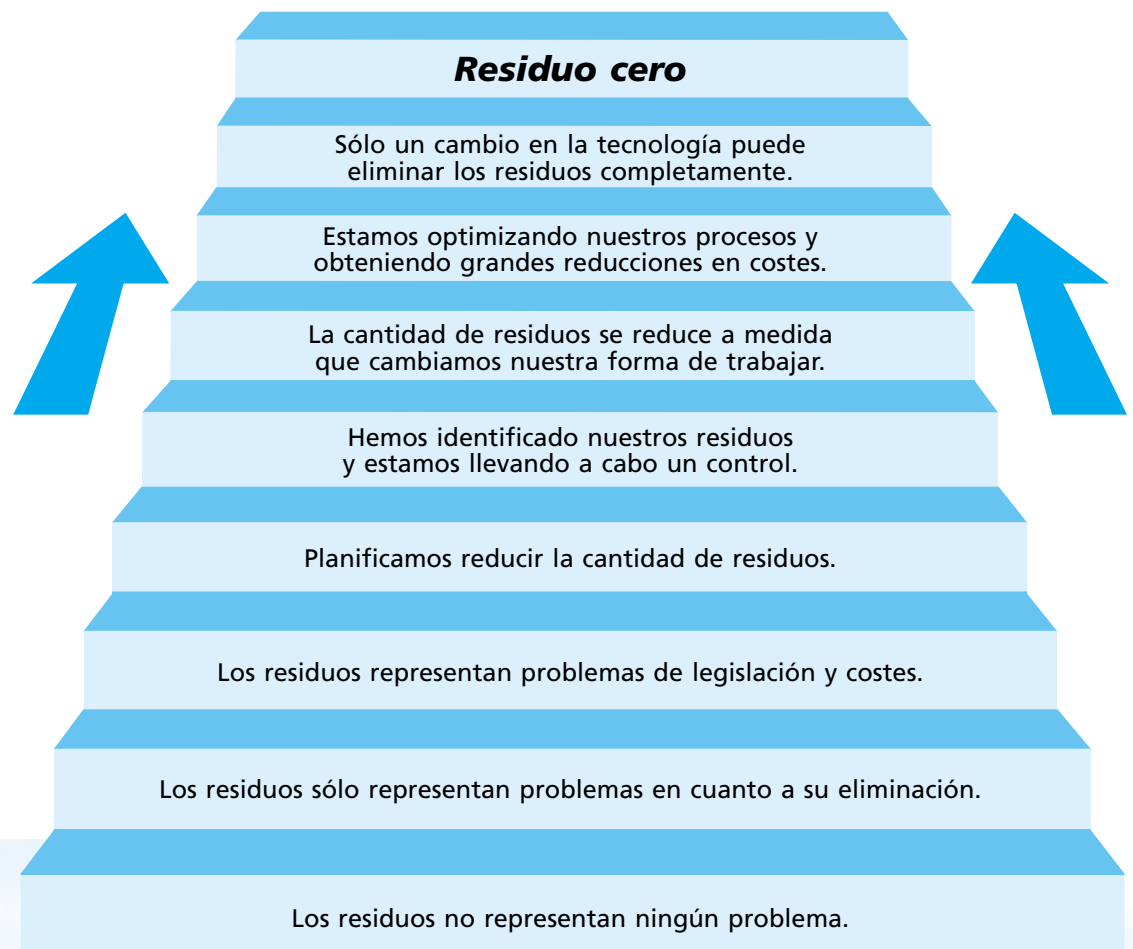 Residuo cero
Sólo un cambio en la tecnología puede
eliminar los residuos completamente.
Estamos optimizando nuestros procesos y
obteniendo grandes reducciones en costes.
La cantidad de residuos se reduce a medida
que cambiamos nuestra forma de trabajar.
Hemos identificado nuestros residuos
y estamos llevando a cabo un control.
Planificamos reducir la cantidad de residuos.
Los residuos representan problemas de legislación y costes.
Los residuos sólo representan problemas en cuanto a su eliminación.
Los residuos no representan ningún problema.